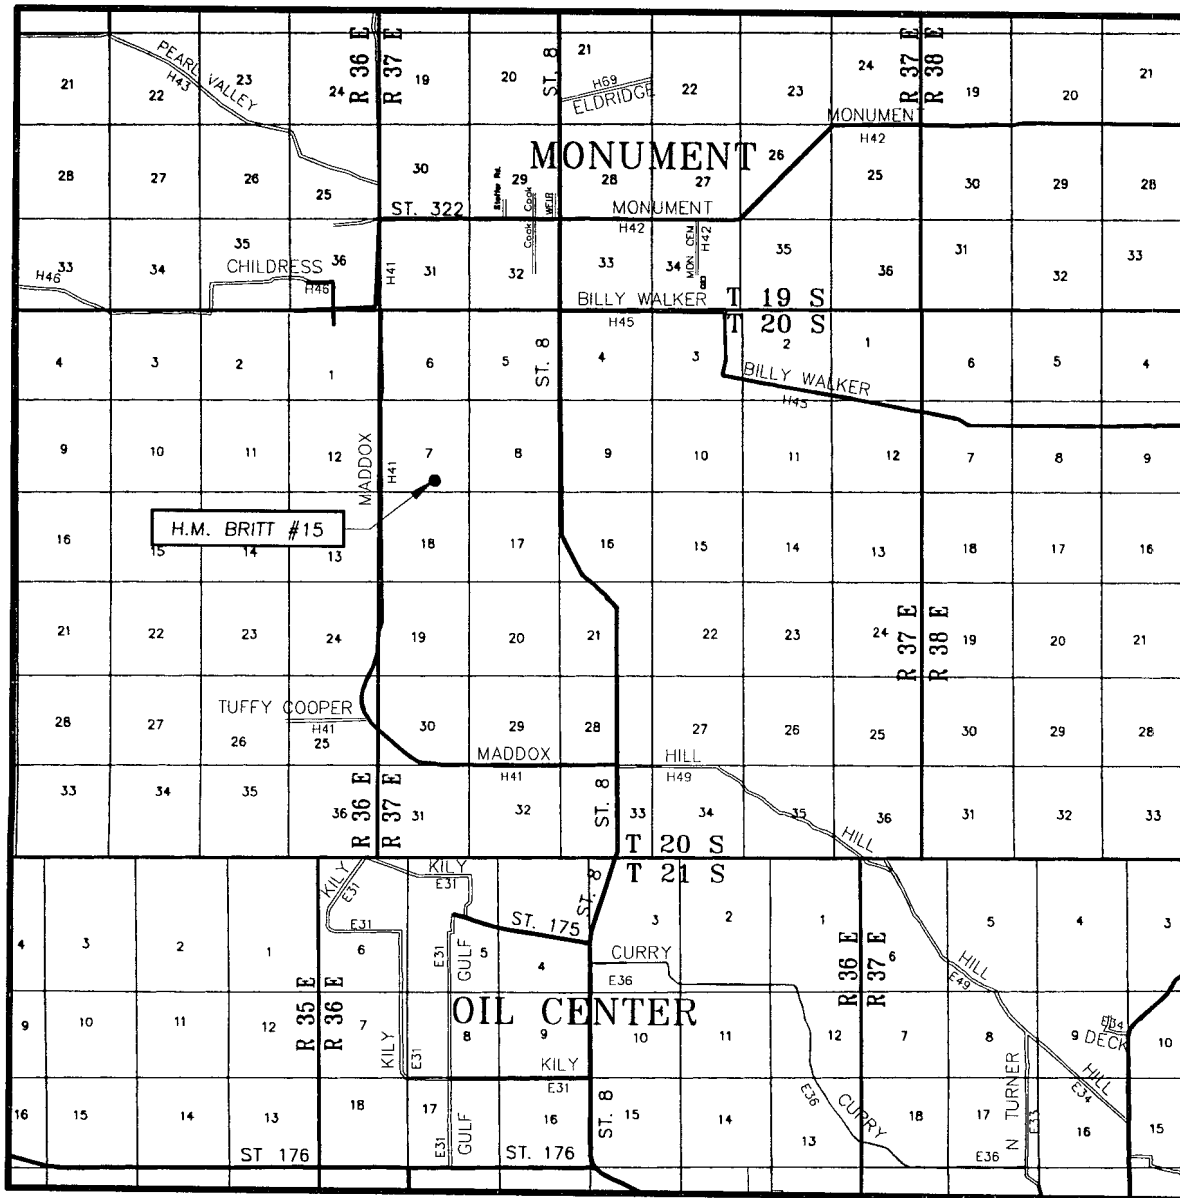 PEARL VALLEY
H43
R 36 E
R 37 E
ST. 8
21
H69
ELDRIDGE
R 37 E
R 38 E
21 22 23 24 19 20 22 23 24 19 20 21
MONUMENT
H42
MONUMENT
28 27 26 25 30 29 28 27 26 25 30 29 28
Cook
WEIR
ST. 322
MONUMENT
H42
Cook
MON CEM
H42
33 34 35 36 31 32 33 34 35 36 31 32 33
H46
CHILDRESS
H46
H41
BILLY WALKER
H45
T 19 S
T 20 S
4 3 2 1 6 5 4 3 2 1 6 5 4
ST. 8
BILLY WALKER
H45
9 10 11 12 7 8 9 10 11 12 7 8 9
MADDOX
H41
H.M. BRITT #15
16 15 14 13 18 17 16 15 14 13 18 17 16
R 37 E
R 38 E
21 22 23 24 19 20 21 22 23 24 19 20 21
TUFFY COOPER
H41
28 27 26 25 30 29 28 27 26 25 30 29 28
MADDOX
H41
HILL
H49
R 36 E
R 37 E
ST. 8
33 34 35 36 31 32 33 34 35 36 31 32 33
HILL
T 20 S
T 21 S
KILY
E31
KILY
E31
ST. 8
E31
ST. 175
4 3 2 1 6 5 4 3 2 1 6 5 4 3
R 35 E
R 36 E
E31
GULF
CURRY
E36
R 36 E
R 37 E
HILL
E49
OIL CENTER
9 10 11 12 7 8 9 10 11 12 7 8 9 10
KILY
E31
KILY
E31
E34
DECK
HILL
E34
16 15 14 13 18 17 16 15 14 13 18 17 16 15
E31
GULF
ST. 8
E36
CURRY
N TURNER
E33
ST 176
ST. 176
E36